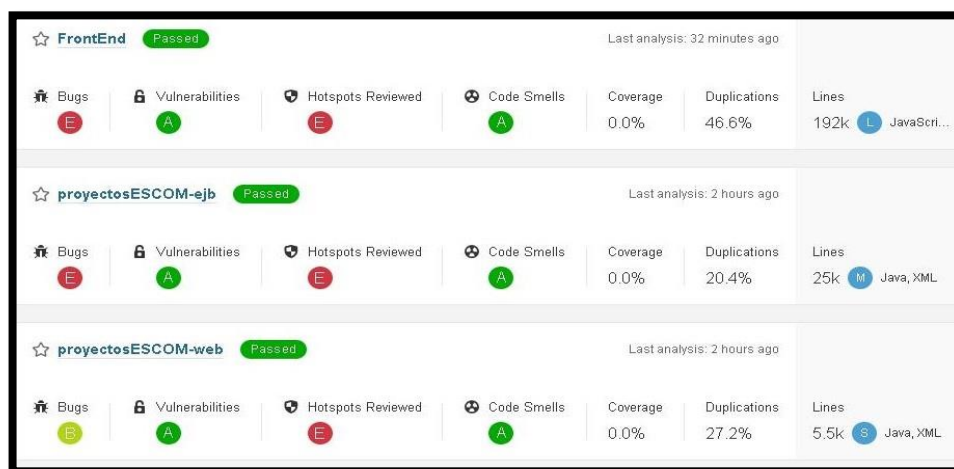 FrontEnd Passed Last analysis: 32 minutes ago
Bugs Vulnerabilities Hotspots Reviewed Code Smells Coverage Duplications Lines
E A E A 0.0% 46.6% 192k L JavaScri...
proyectosESCOM-ejb Passed Last analysis: 2 hours ago
Bugs Vulnerabilities Hotspots Reviewed Code Smells Coverage Duplications Lines
E A E A 0.0% 20.4% 25k M Java, XML
proyectosESCOM-web Passed Last analysis: 2 hours ago
Bugs Vulnerabilities Hotspots Reviewed Code Smells Coverage Duplications Lines
B A E A 0.0% 27.2% 5.5k S Java, XML